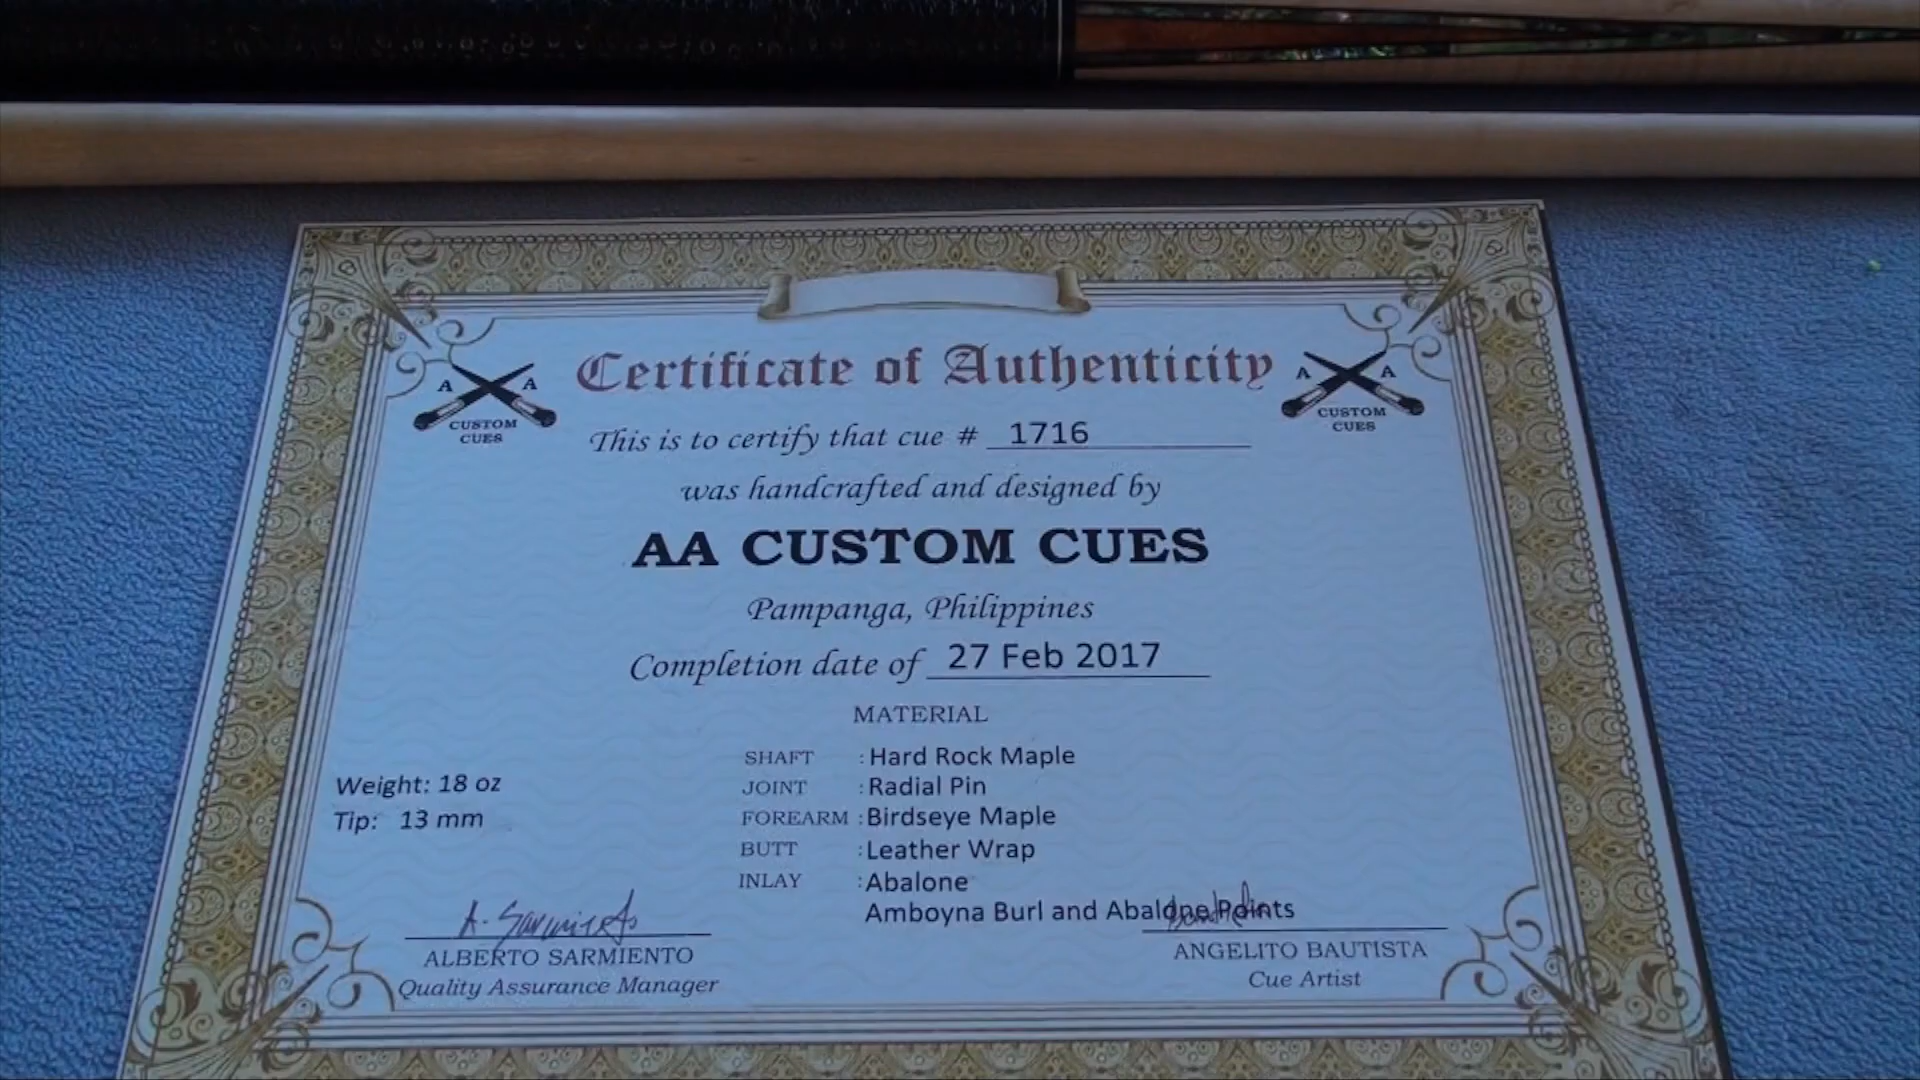 Certificate of Authenticity
A A
CUSTOM
CUES
A A
CUSTOM
CUES
This is to certify that cue # 1716
was handcrafted and designed by
AA CUSTOM CUES
Pampanga, Philippines
Completion date of 27 Feb 2017
MATERIAL
SHAFT : Hard Rock Maple
JOINT : Radial Pin
FOREARM : Birdseye Maple
BUTT : Leather Wrap
INLAY : Abalone
Amboyna Burl and Abalone Points
Weight: 18 oz
Tip: 13 mm
A. Sarmiento
ALBERTO SARMIENTO
Quality Assurance Manager
ANGELITO BAUTISTA
Cue Artist